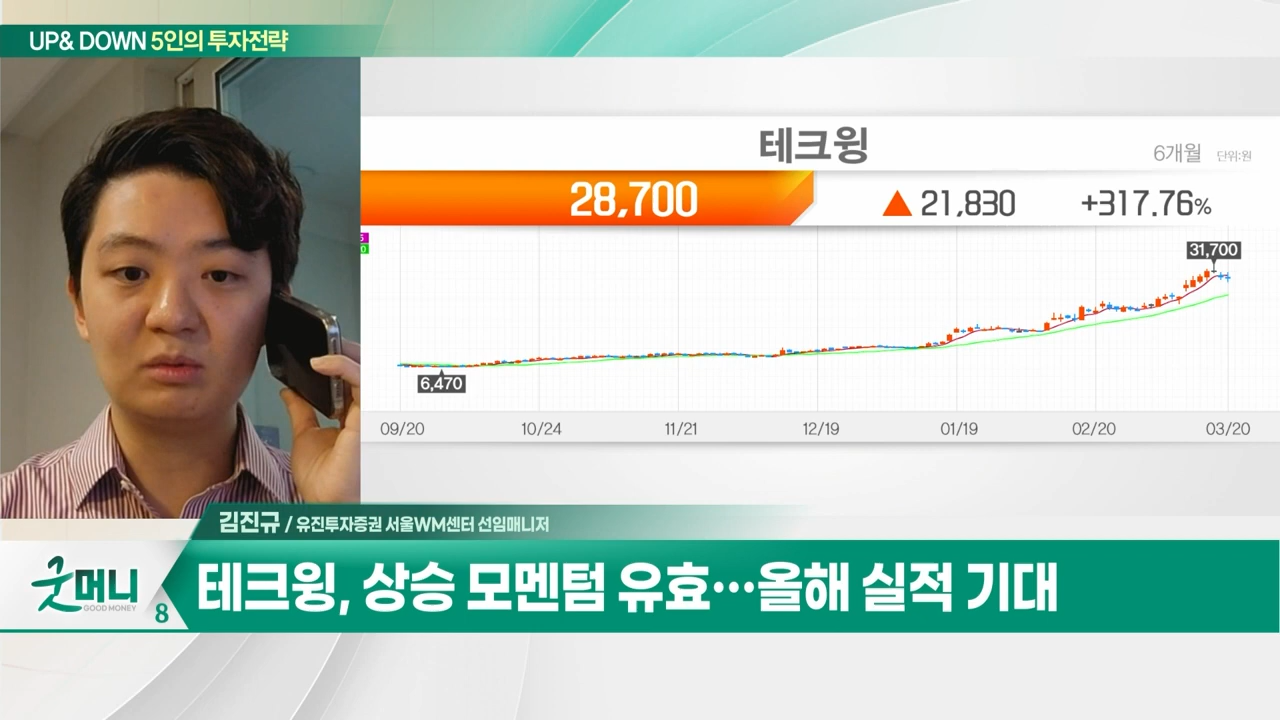 UP& DOWN 5인의 투자전략
테크윙
6개월 단위:원
28,700 ▲ 21,830 +317.76%
5
0
31,700
6,470
09/20 10/24 11/21 12/19 01/19 02/20 03/20
김진규 / 유진투자증권 서울WM센터 선임매니저
굿머니
GOOD MONEY
8
테크윙, 상승 모멘텀 유효…올해 실적 기대